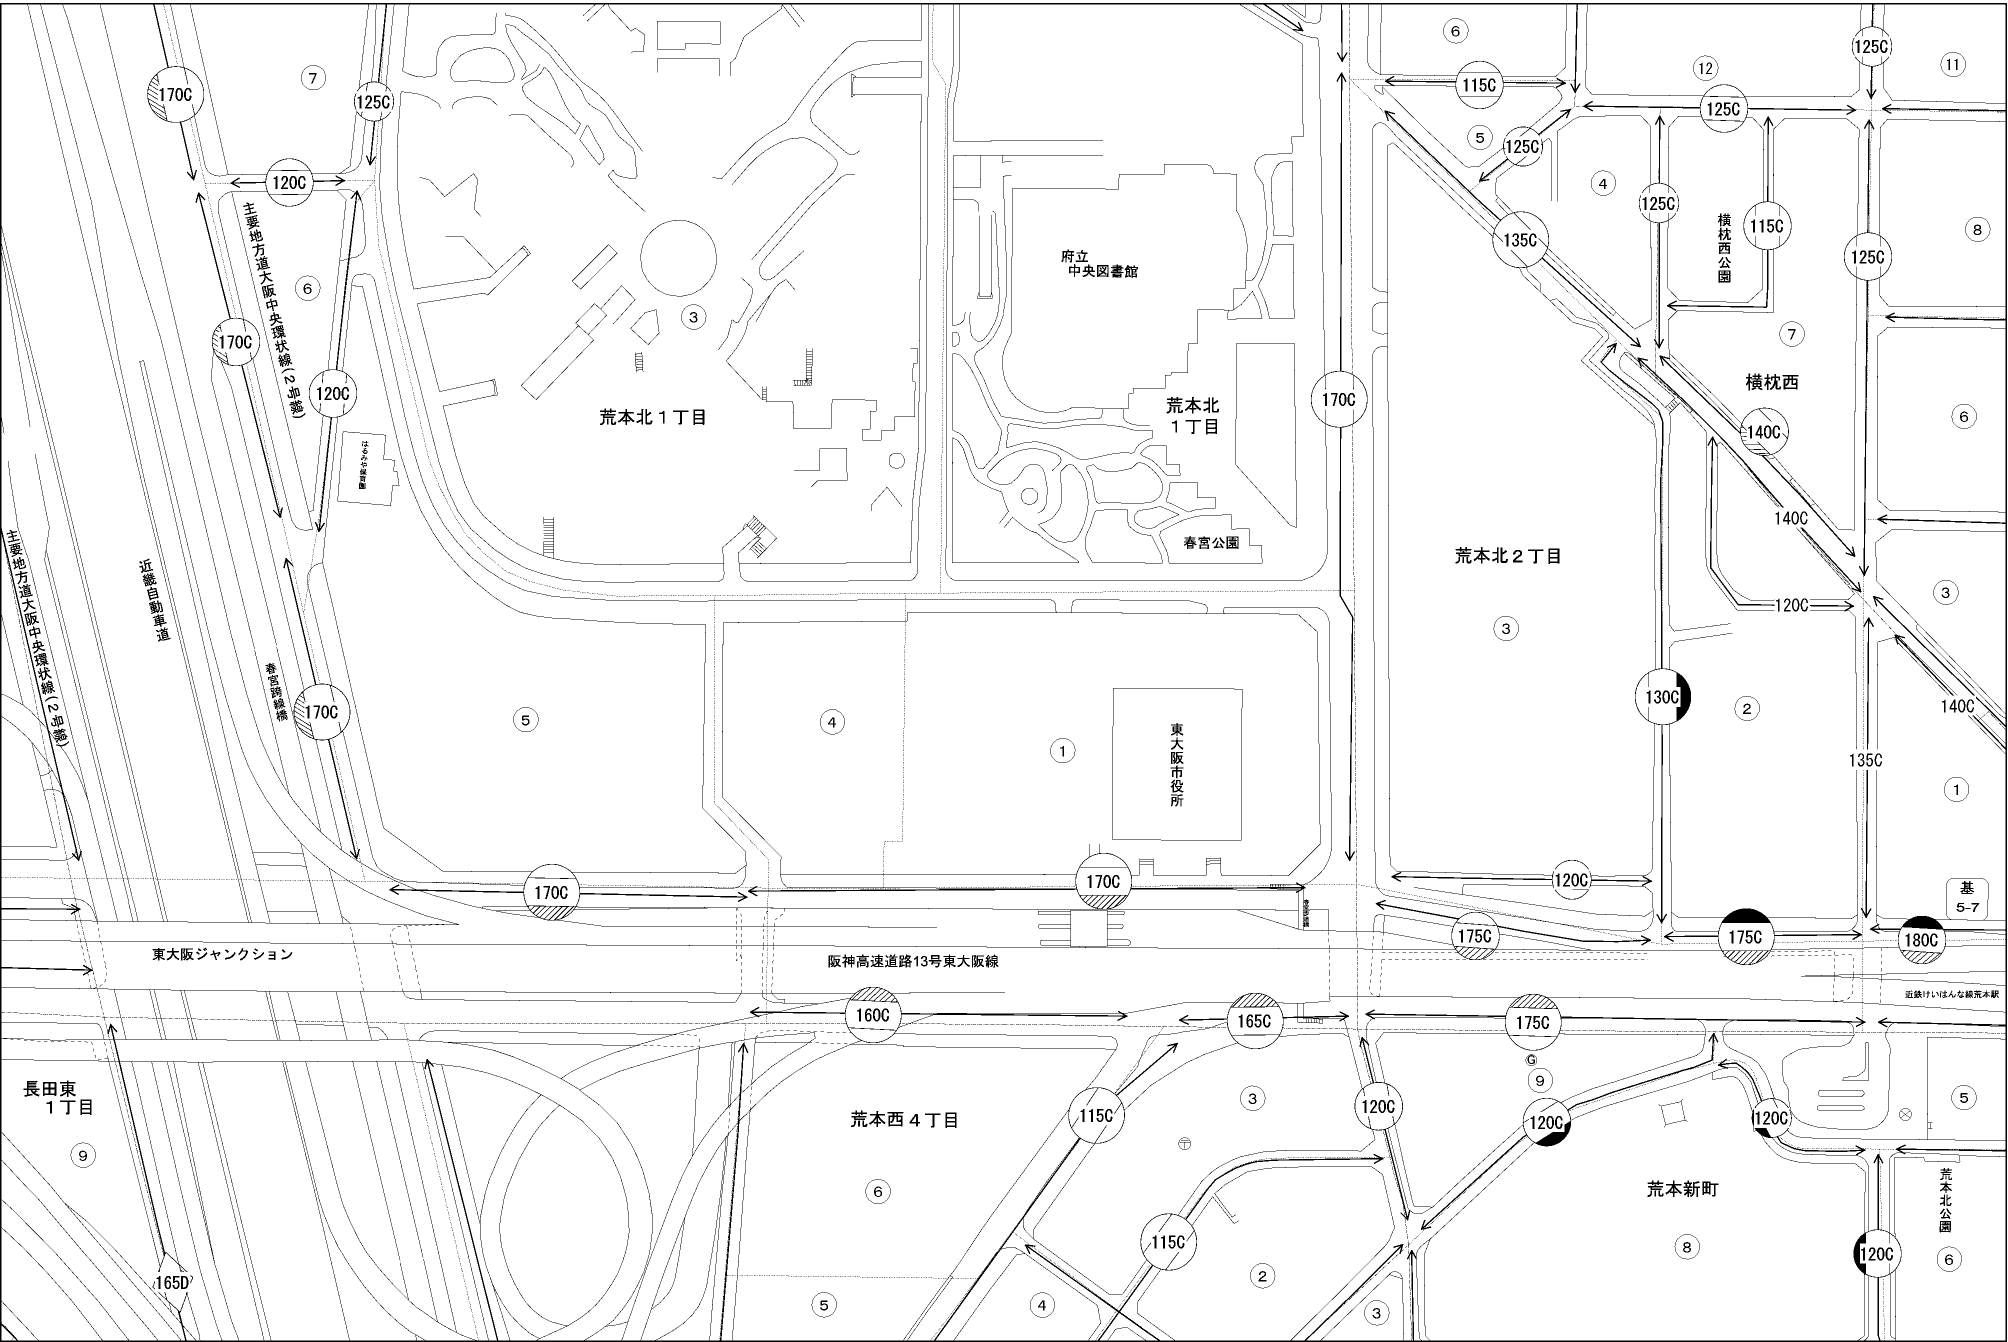 170C
⑦
125C
⑥
115C
⑫
125C
125C
⑪
120C
⑤
125C
④
125C
115C
横枕西公園
⑧
135C
125C
主要地方道大阪中央環状線(2号線)
府立
中央図書館
⑥
③
⑦
170C
120C
170C
横枕西
荒本北1丁目
荒本北
1丁目
⑥
140C
はるみや保育園
140C
春宮公園
荒本北2丁目
主要地方道大阪中央環状線(2号線)
近畿自動車道
③
120C
③
春宮跨線橋
170C
⑤
④
①
東大阪市役所
130C
②
140C
135C
①
170C
170C
120C
基
5-7
175C
175C
180C
東大阪ジャンクション
阪神高速道路13号東大阪線
近鉄けいはんな線荒本駅
160C
165C
175C
G
⑨
長田東
1丁目
荒本西4丁目
③
120C
115C
120C
120C
⑤
⑨
〒
⑥
荒本新町
荒本北公園
115C
⑧
120C
⑥
165D
⑤
④
②
③